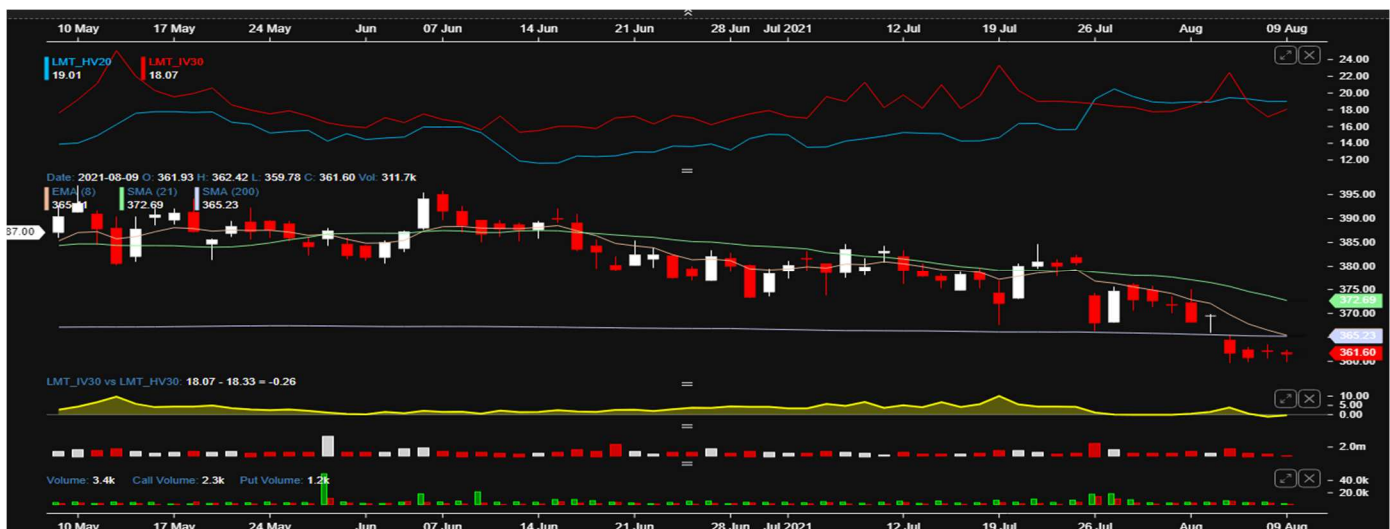 10 May 17 May 24 May Jun 07 Jun 14 Jun 21 Jun 28 Jun Jul 2021 12 Jul 19 Jul 26 Jul Aug 09 Aug
LMT_HV20 LMT_IV30
19.01 18.07
24.00
22.00
20.00
18.00
16.00
14.00
12.00
Date: 2021-08-09 O: 361.93 H: 362.42 L: 359.78 C: 361.60 Vol: 311.7k
EMA (8) SMA (21) SMA (200)
372.69 365.23
395.00
390.00
37.00
385.00
380.00
375.00
372.69
370.00
365.23
361.60
360.00
LMT_IV30 vs LMT_HV30: 18.07 - 18.33 = -0.26
10.00
5.00
0.00
2.0m
Volume: 3.4k Call Volume: 2.3k Put Volume: 1.2k
40.0k
20.0k
10 May 17 May 24 May Jun 07 Jun 14 Jun 21 Jun 28 Jun Jul 2021 12 Jul 19 Jul 26 Jul Aug 09 Aug